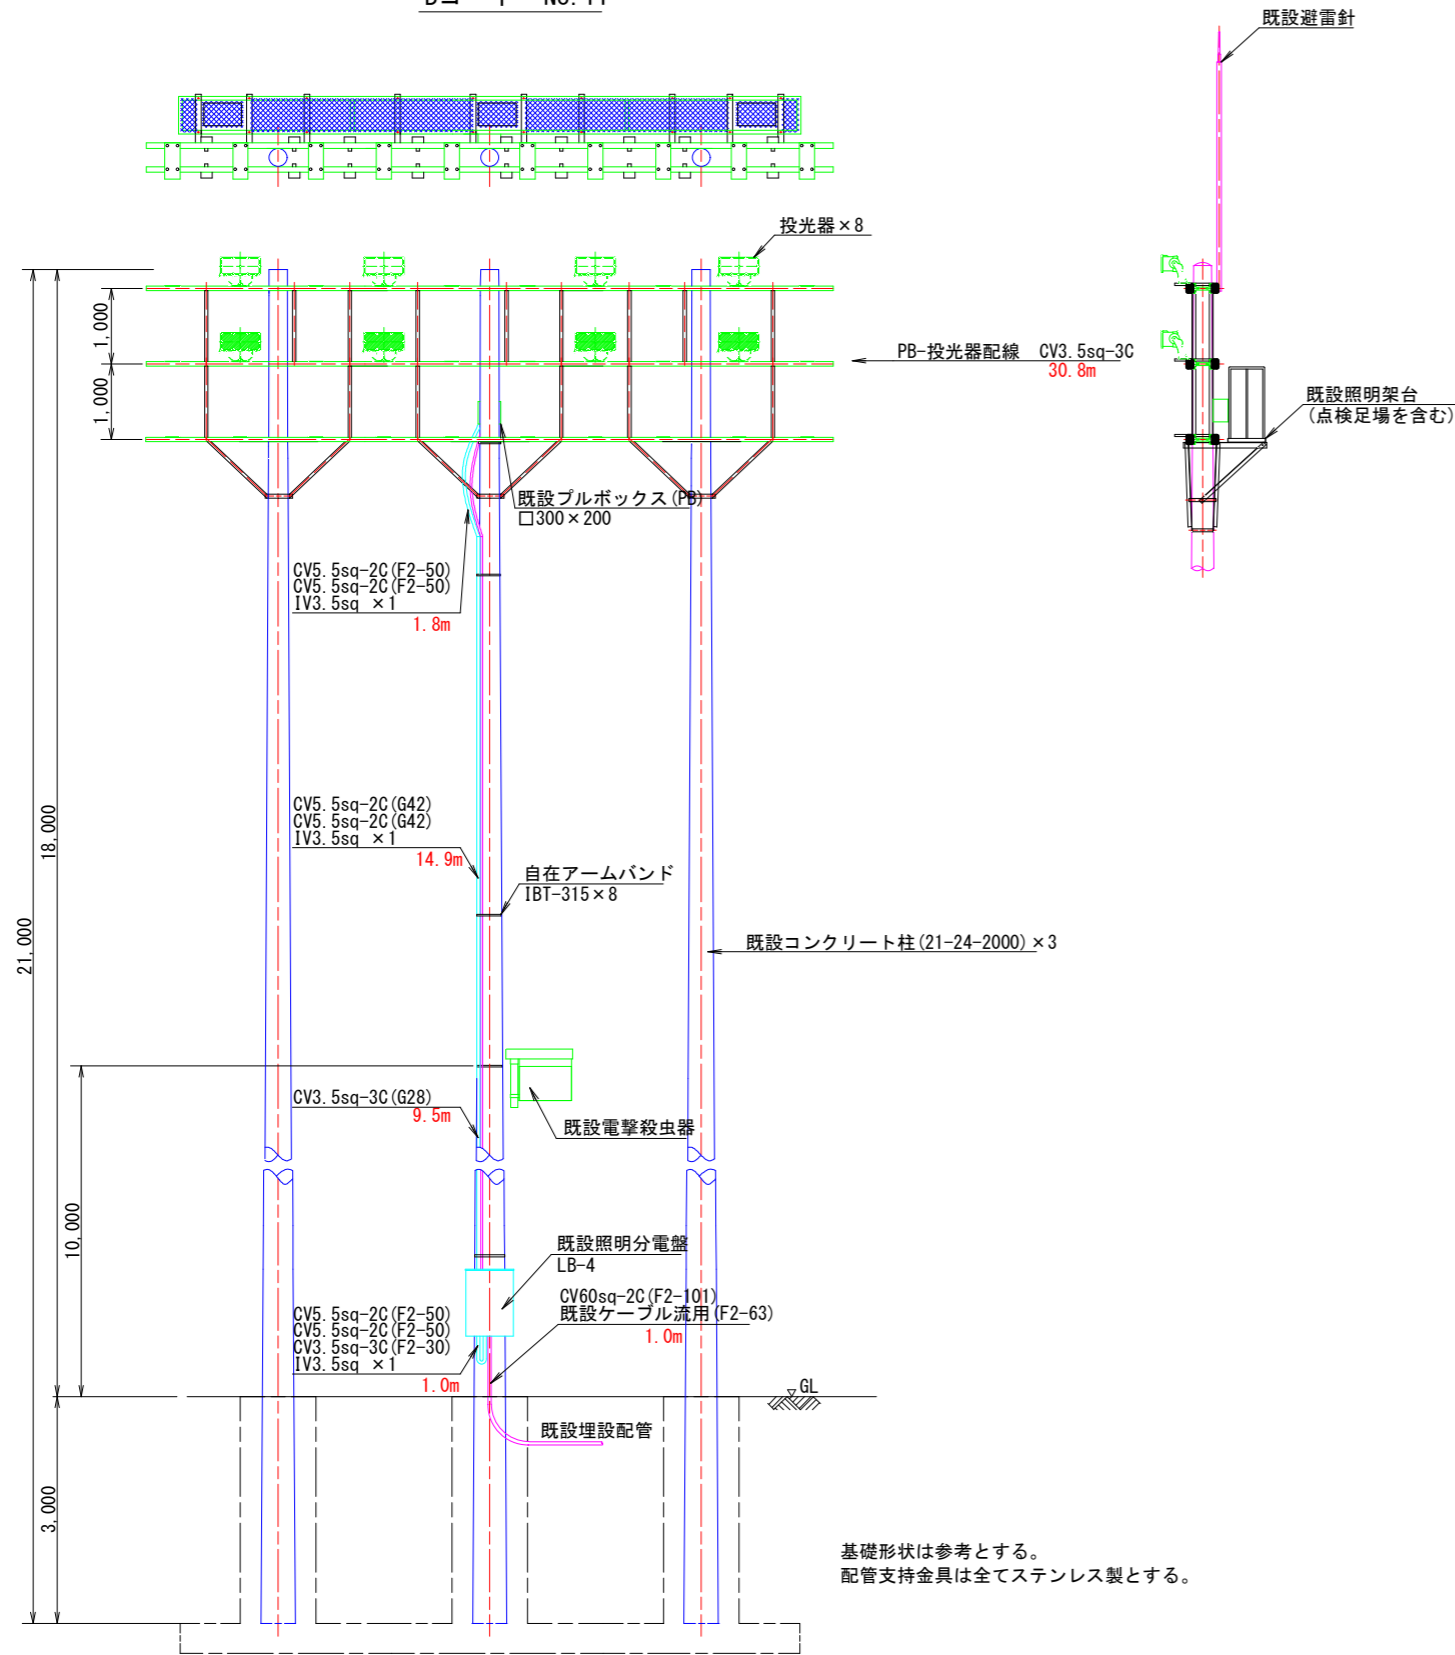 Dコート No.11
既設避雷針
投光器×8
1,000
PB-投光器配線 CV3.5sq-3C
30.8m
1,000
既設照明架台
(点検足場を含む)
既設プルボックス(PB)
□300×200
CV5.5sq-2C(F2-50)
CV5.5sq-2C(F2-50)
IV3.5sq ×1
1.8m
CV5.5sq-2C(G42)
CV5.5sq-2C(G42)
IV3.5sq ×1
14.9m
18,000
自在アームバンド
IBT-315×8
21,000
既設コンクリート柱(21-24-2000)×3
CV3.5sq-3C(G28)
9.5m
既設電撃殺虫器
10,000
既設照明分電盤
LB-4
CV60sq-2C(F2-101)
既設ケーブル流用(F2-63)
1.0m
CV5.5sq-2C(F2-50)
CV5.5sq-2C(F2-50)
CV3.5sq-3C(F2-30)
IV3.5sq ×1
1.0m
GL
既設埋設配管
3,000
基礎形状は参考とする。
配管支持金具は全てステンレス製とする。